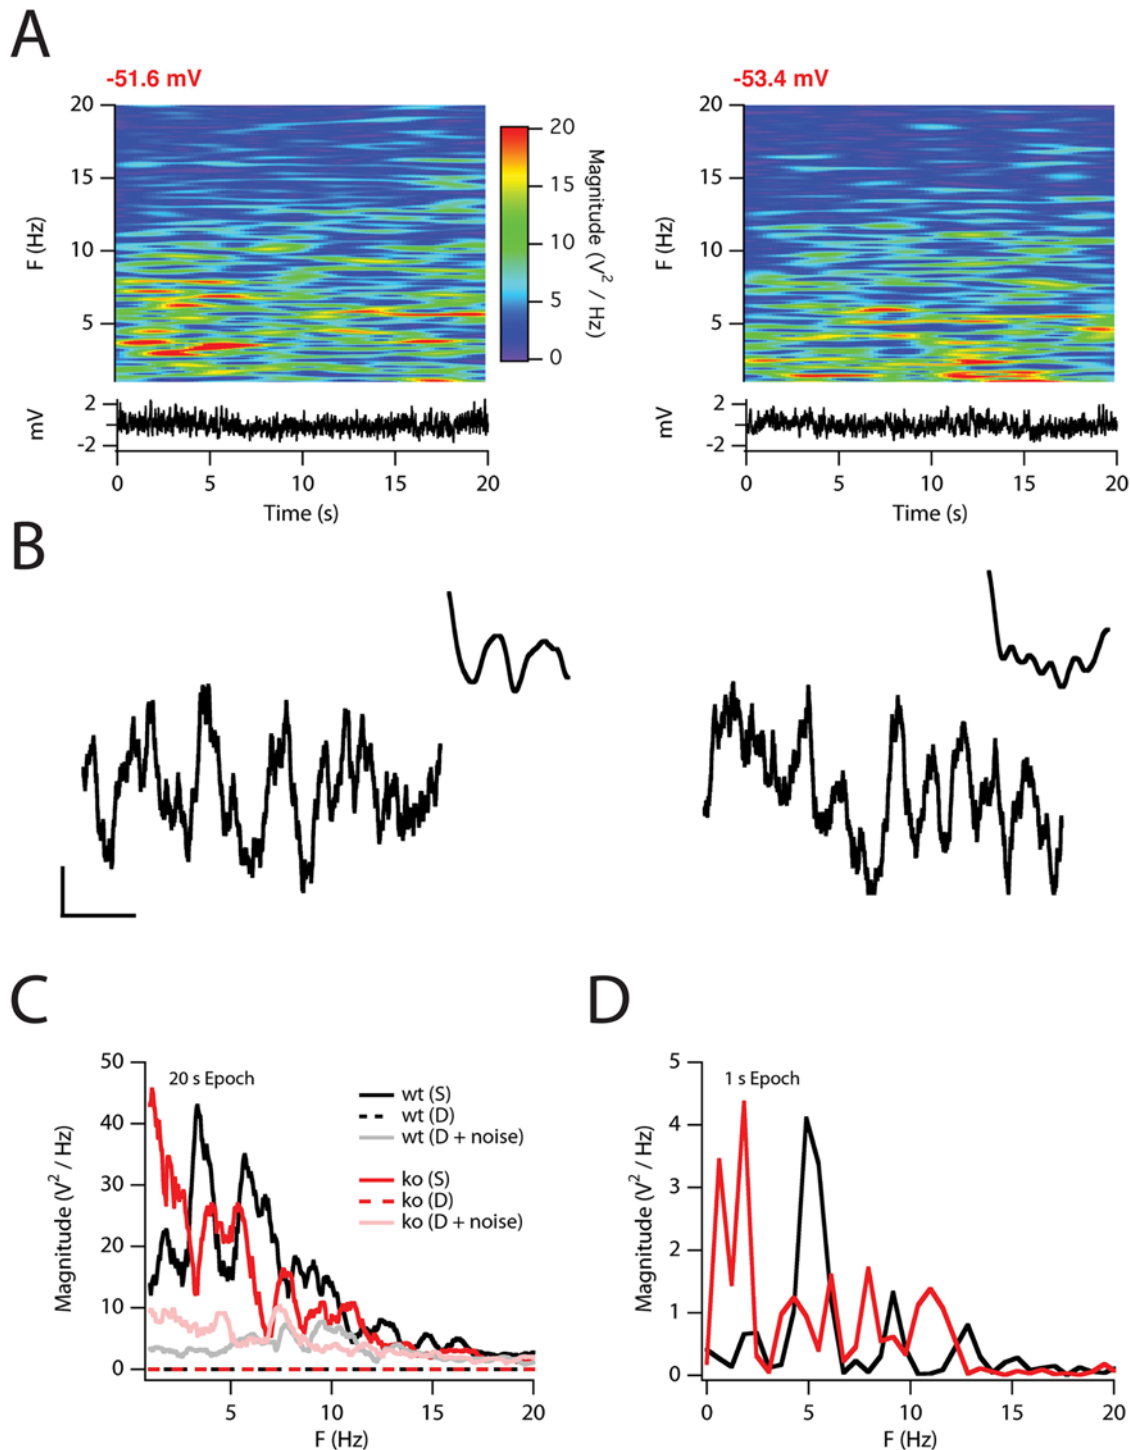 A
-51.6 mV
-53.4 mV
20
15
10
5
F (Hz)
20
15
10
5
0
Magnitude (V² / Hz)
20
15
10
5
F (Hz)
2
-2
mV
0 5 10 15 20
Time (s)
2
-2
mV
0 5 10 15 20
Time (s)
B
C
D
50
40
30
20
10
0
Magnitude (V² / Hz)
20 s Epoch
wt (S)
wt (D)
wt (D + noise)
ko (S)
ko (D)
ko (D + noise)
5 10 15 20
F (Hz)
5
4
3
2
1
0
Magnitude (V² / Hz)
1 s Epoch
0 5 10 15 20
F (Hz)